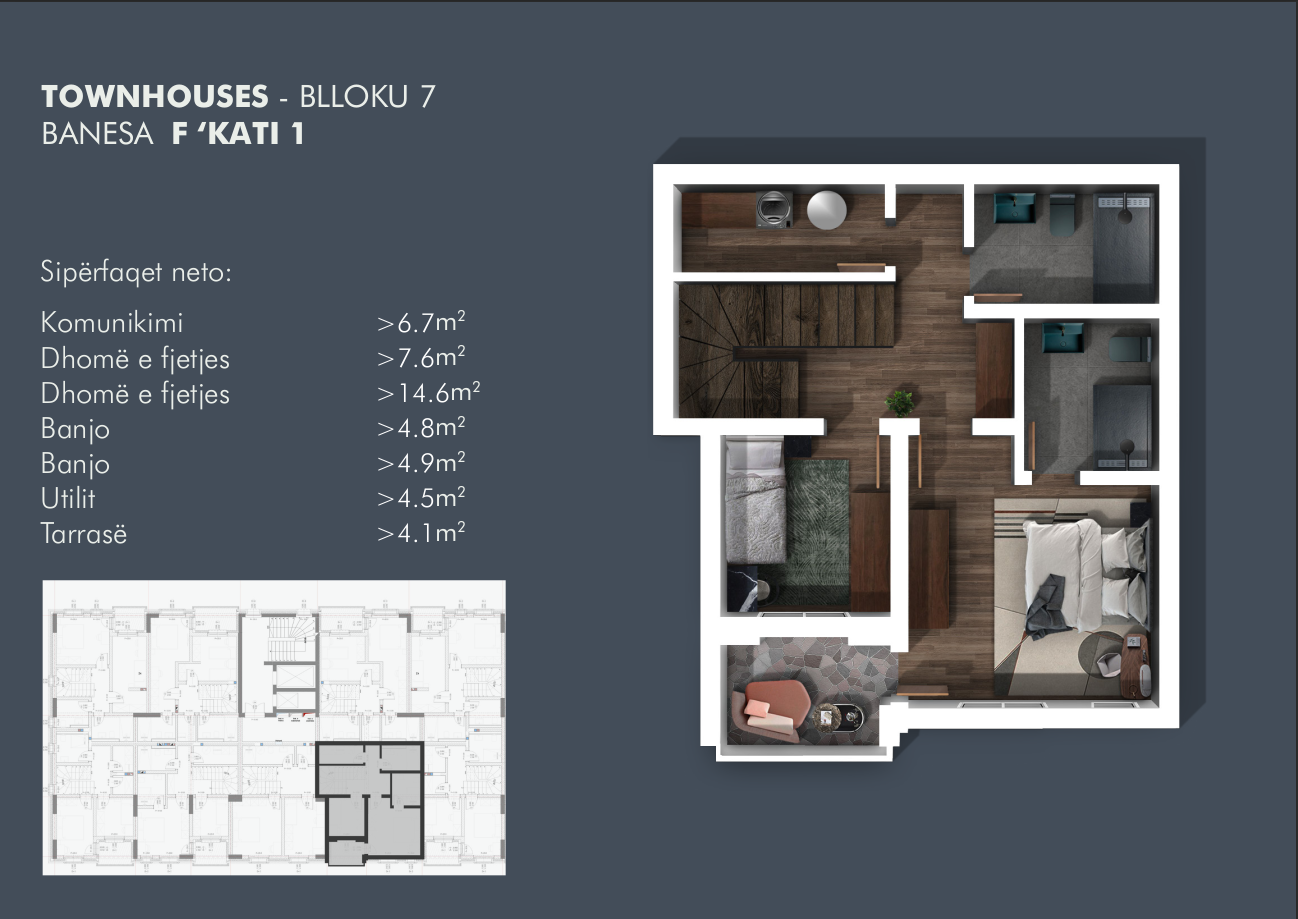 TOWNHOUSES - BLLOKU 7
BANESA F ‘KATI 1
Sipërfaqet neto:
Komunikimi >6.7m²
Dhomë e fjetjes >7.6m²
Dhomë e fjetjes >14.6m²
Banjo >4.8m²
Banjo >4.9m²
Utilit >4.5m²
Tarrasë >4.1m²